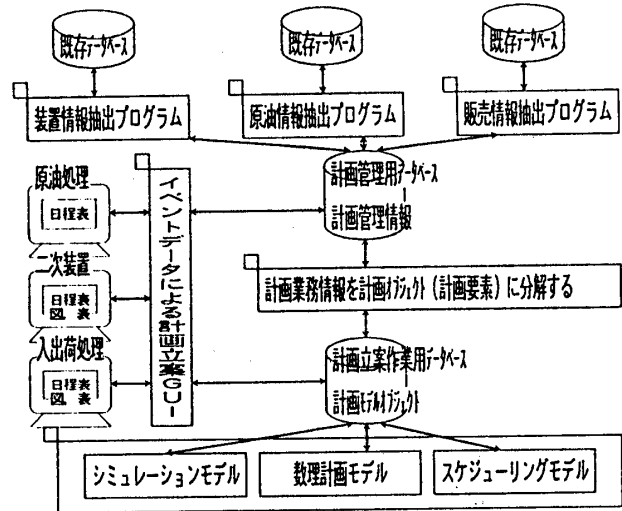 既存データベース
既存データベース
既存データベース
装置情報抽出プログラム
原油情報抽出プログラム
販売情報抽出プログラム
計画管理用データベース
計画管理情報
原油処理
日程表
二次装置
日程表
図 表
入出荷処理
日程表
図 表
イベントデータによる計画立案GUI
計画業務情報を計画オブジェクト(計画要素)に分解する
計画立案作業用データベース
計画モデルオブジェクト
シミュレーションモデル
数理計画モデル
スケジューリングモデル